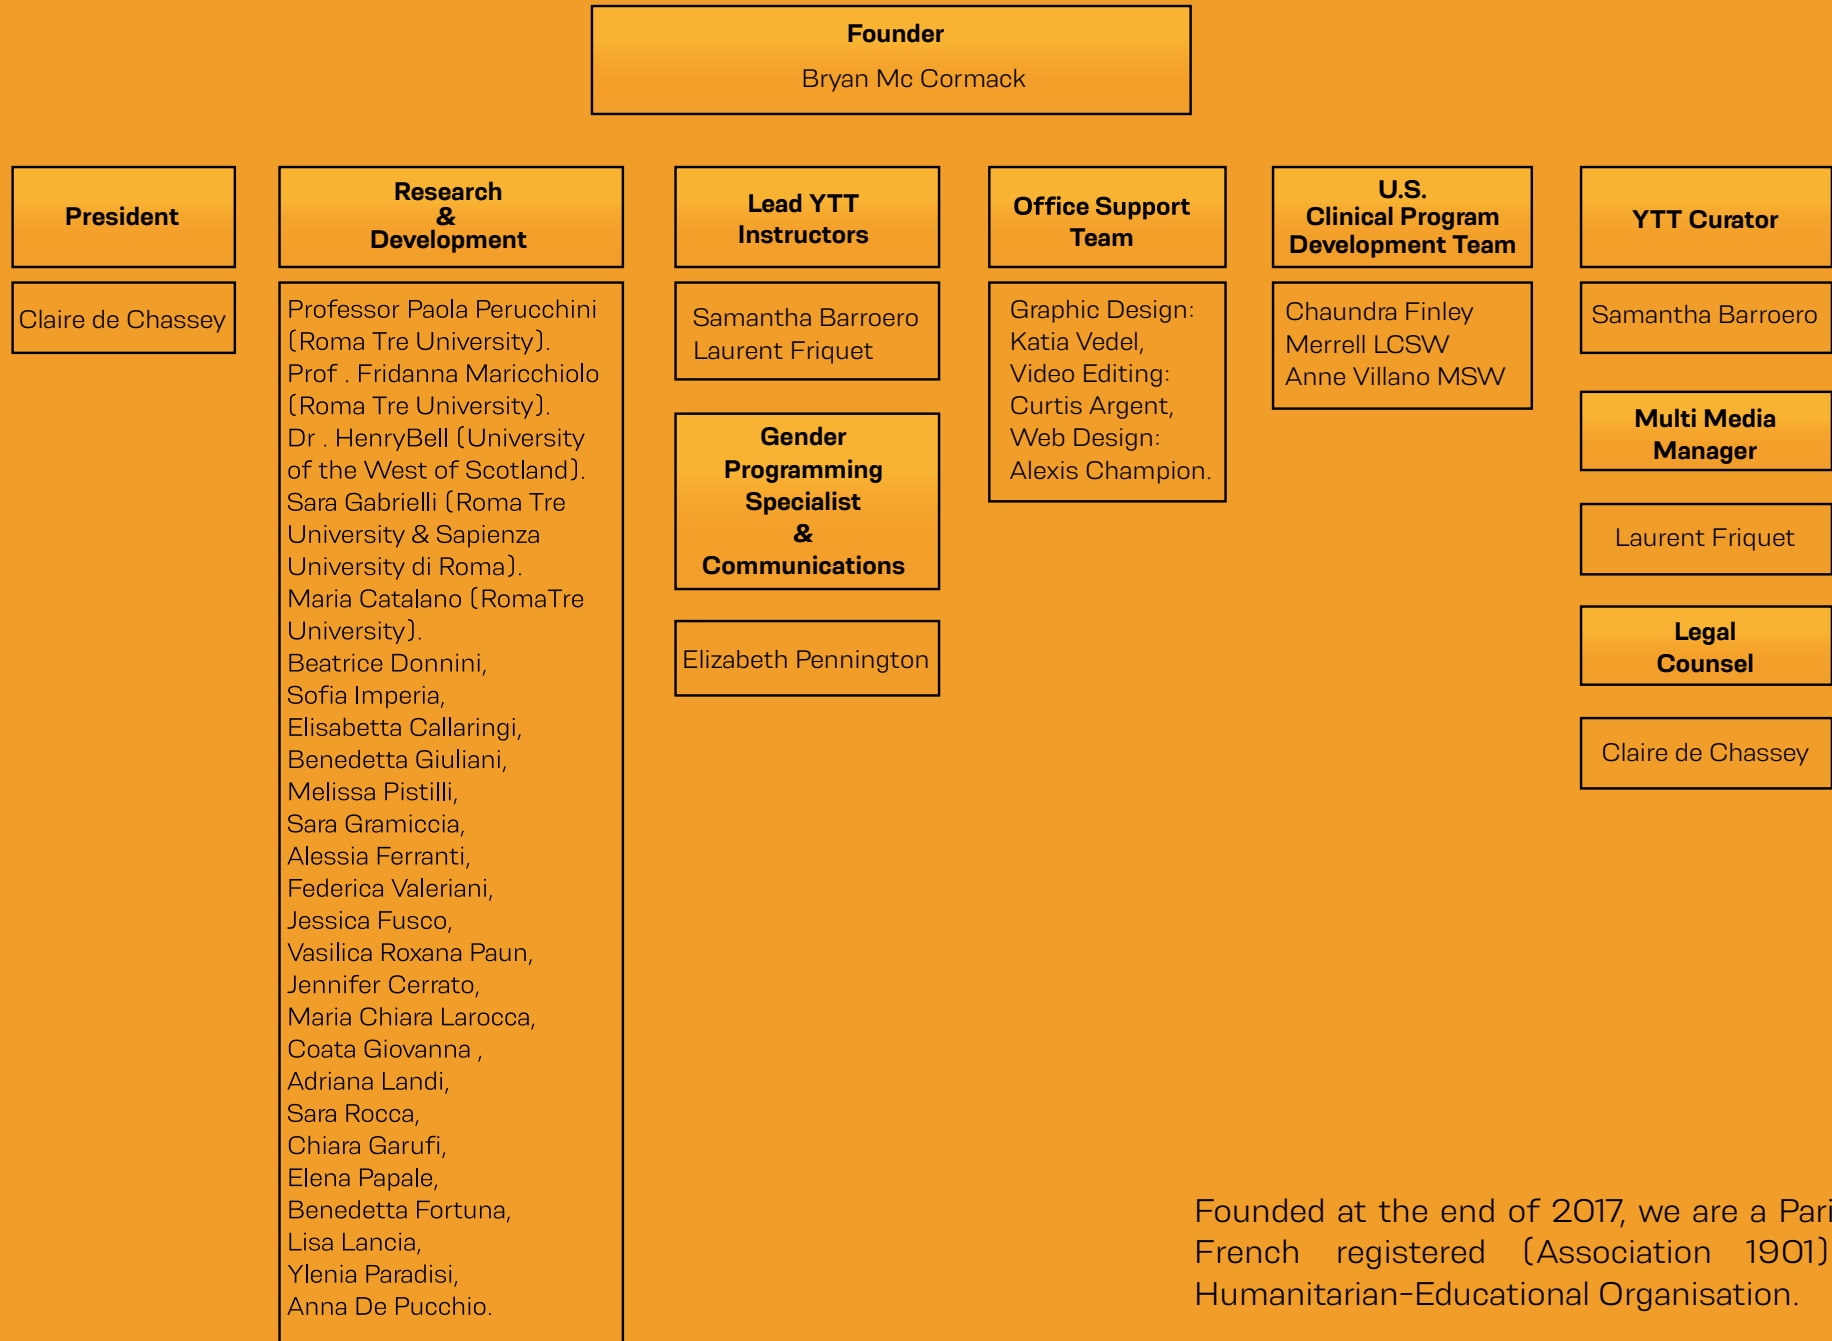 Founder
Bryan Mc Cormack
President
Claire de Chassey
Research
&
Development
Professor Paola Perucchini
(Roma Tre University).
Prof . Fridanna Maricchiolo
(Roma Tre University).
Dr . HenryBell (University
of the West of Scotland).
Sara Gabrielli (Roma Tre
University & Sapienza
University di Roma).
Maria Catalano (RomaTre
University).
Beatrice Donnini,
Sofia Imperia,
Elisabetta Callaringi,
Benedetta Giuliani,
Melissa Pistilli,
Sara Gramiccia,
Alessia Ferranti,
Federica Valeriani,
Jessica Fusco,
Vasilica Roxana Paun,
Jennifer Cerrato,
Maria Chiara Larocca,
Coata Giovanna ,
Adriana Landi,
Sara Rocca,
Chiara Garufi,
Elena Papale,
Benedetta Fortuna,
Lisa Lancia,
Ylenia Paradisi,
Anna De Pucchio.
Lead YTT
Instructors
Samantha Barroero
Laurent Friquet
Gender
Programming
Specialist
&
Communications
Elizabeth Pennington
Office Support
Team
Graphic Design:
Katia Vedel,
Video Editing:
Curtis Argent,
Web Design:
Alexis Champion.
U.S.
Clinical Program
Development Team
Chaundra Finley
Merrell LCSW
Anne Villano MSW
YTT Curator
Samantha Barroero
Multi Media
Manager
Laurent Friquet
Legal
Counsel
Claire de Chassey
Founded at the end of 2017, we are a Pari
French registered (Association 1901)
Humanitarian-Educational Organisation.